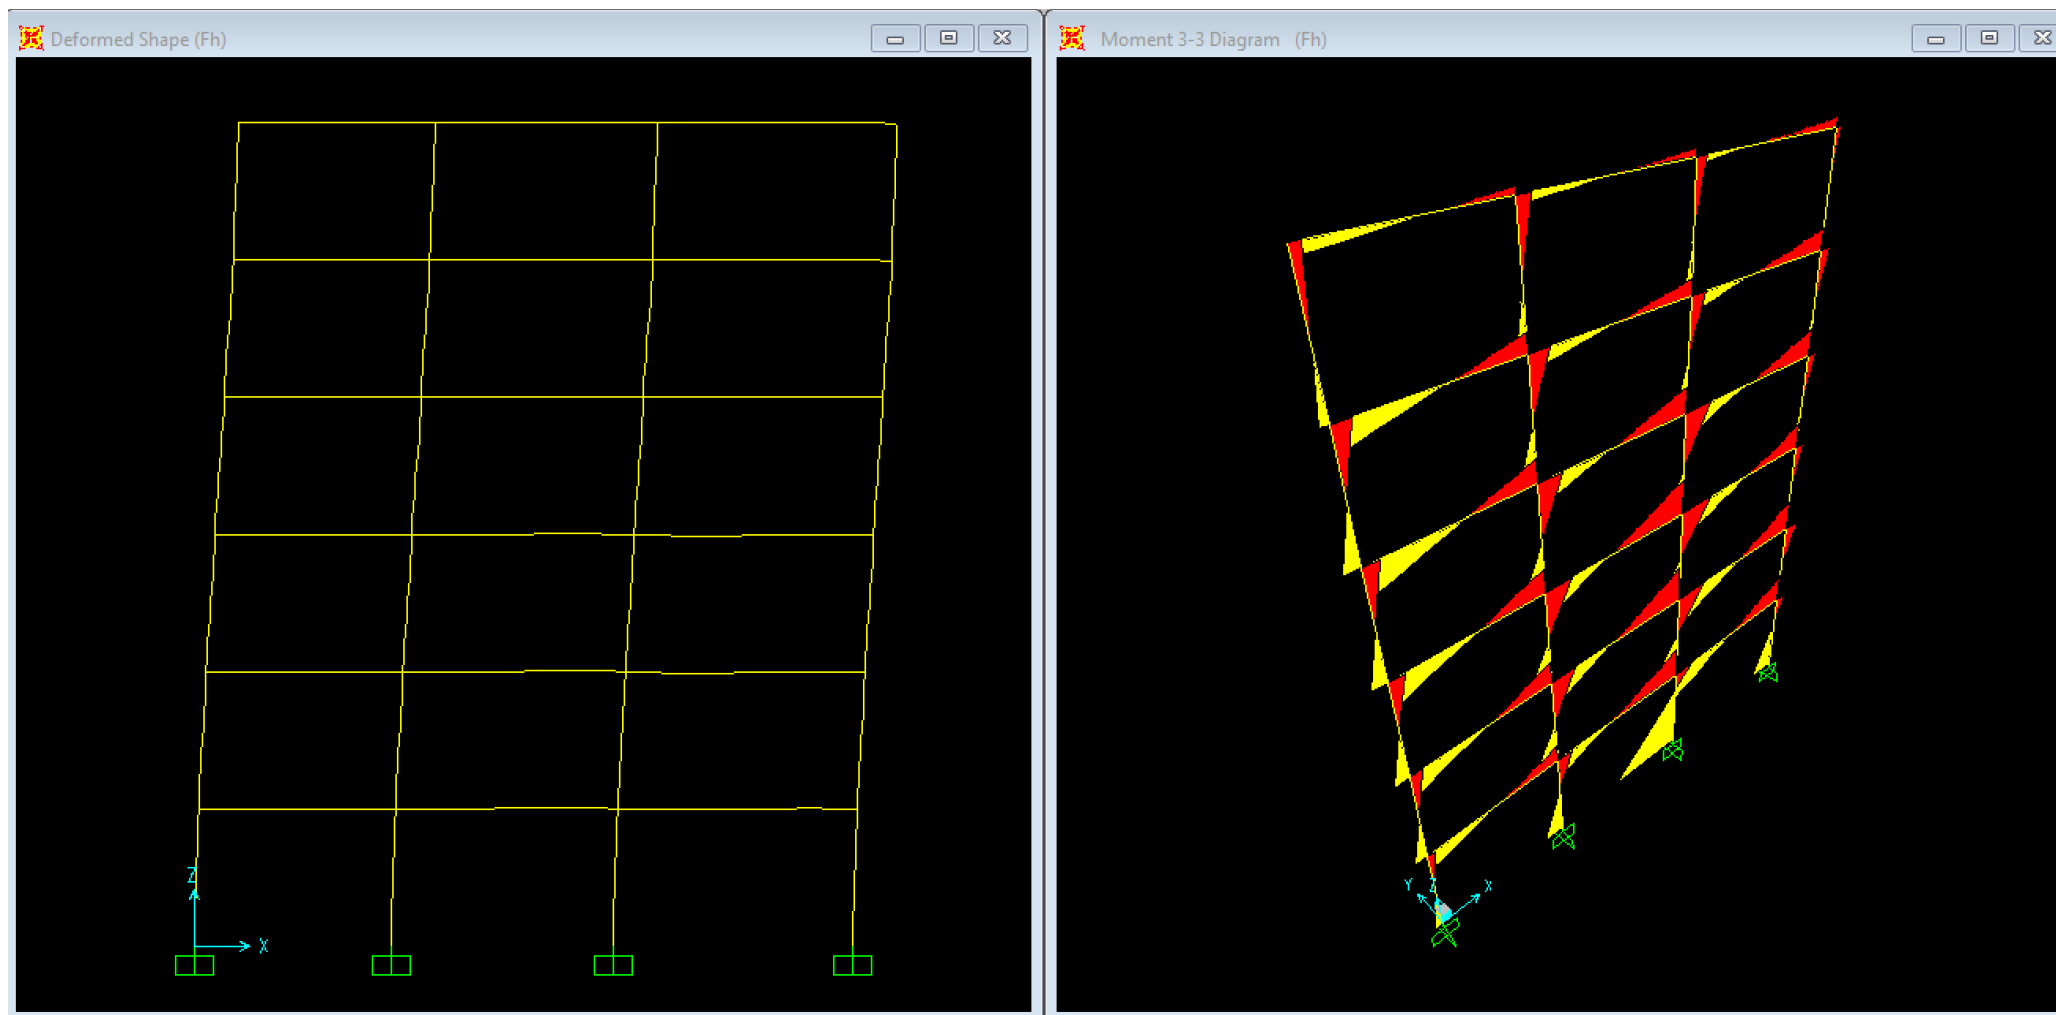 Deformed Shape (Fh)
Z
X
Moment 3-3 Diagram (Fh)
Y
Z
X